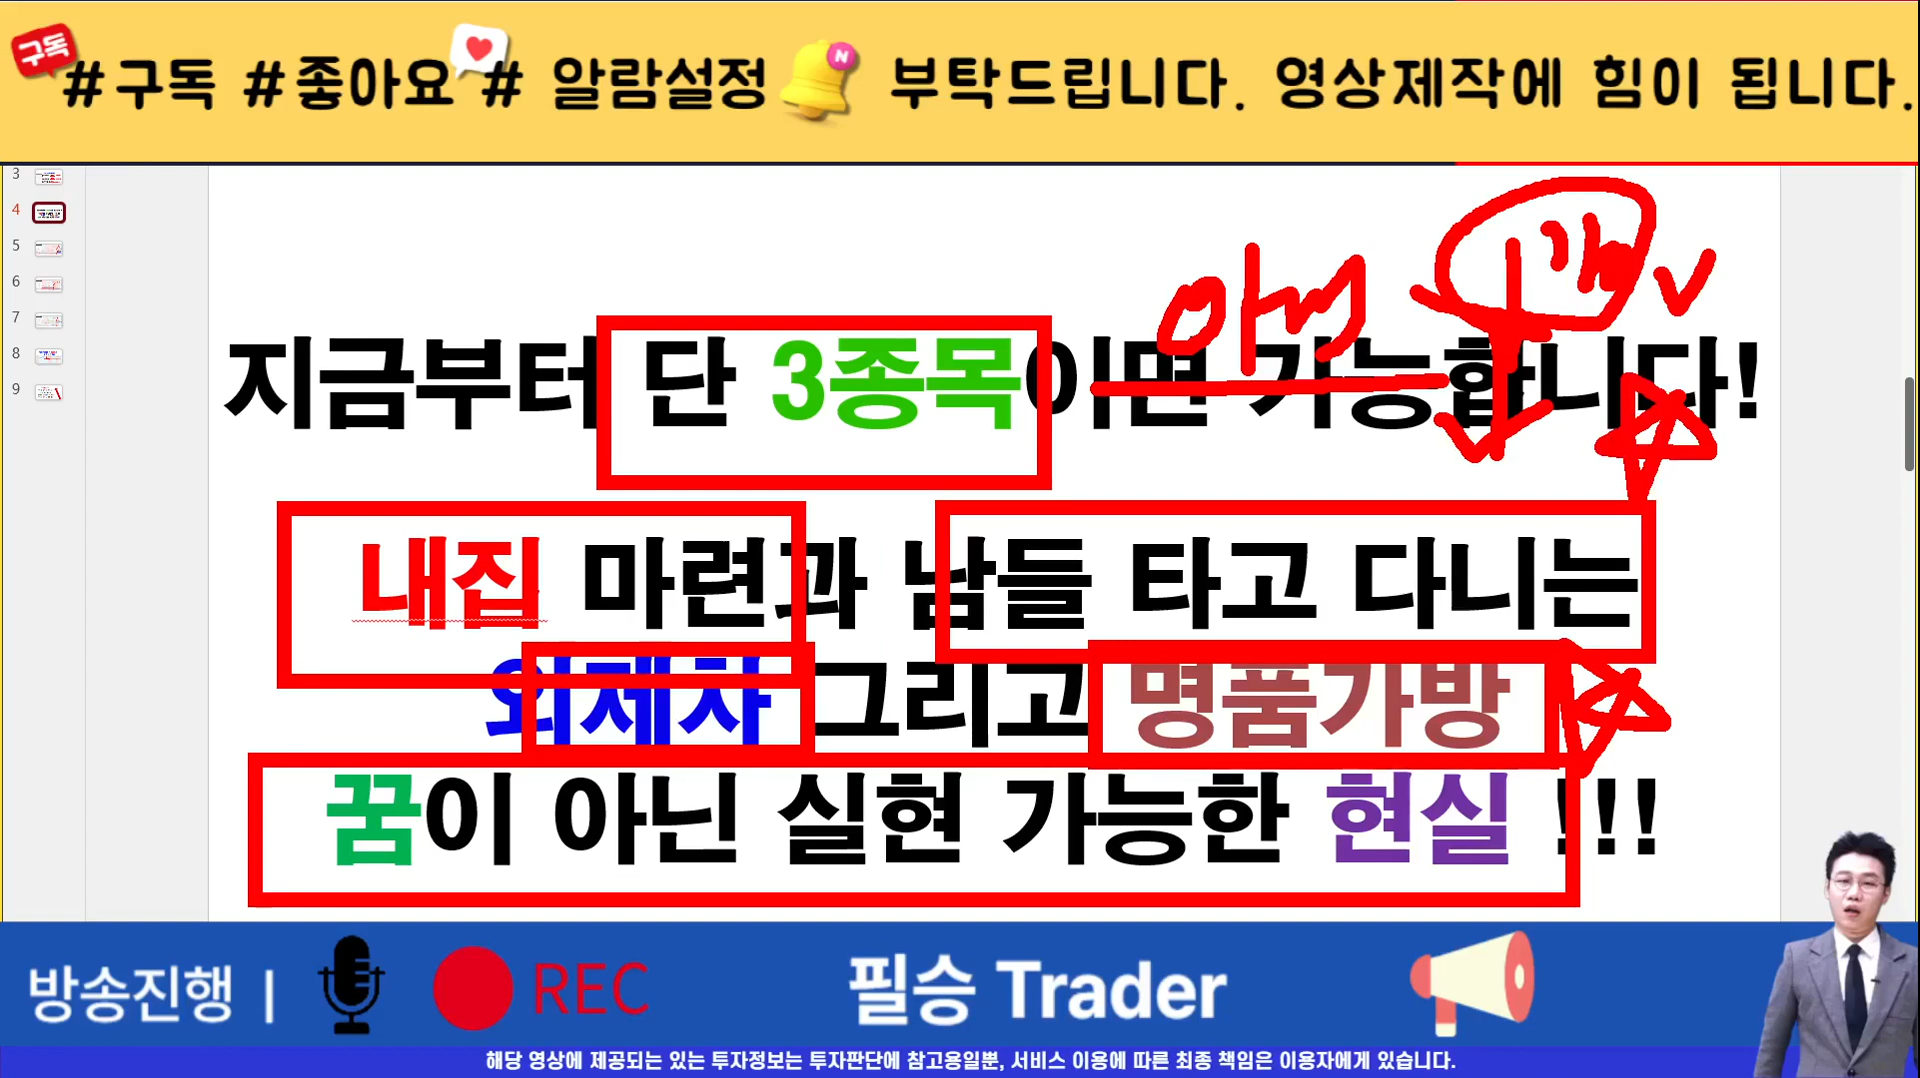 구독
#구독 #좋아요 # 알람설정 N 부탁드립니다. 영상제작에 힘이 됩니다.
3
4
5
6
7
8
9
지금부터 단 3종목이면 가능합니다!
내집 마련과 남들 타고 다니는
외제차 그리고 명품가방
꿈이 아닌 실현 가능한 현실 !!!
방송진행 | REC 필승 Trader
해당 영상에 제공되는 있는 투자정보는 투자판단에 참고용일뿐, 서비스 이용에 따른 최종 책임은 이용자에게 있습니다.